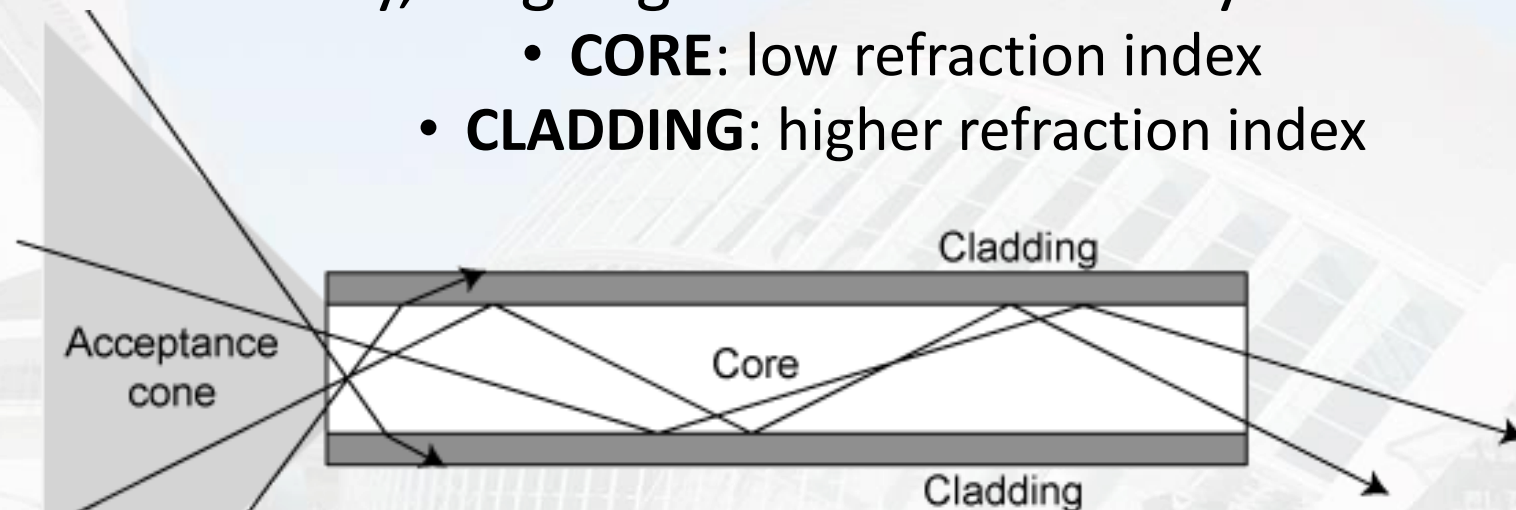 • CORE: low refraction index
• CLADDING: higher refraction index
Cladding
Acceptance
cone
Core
Cladding